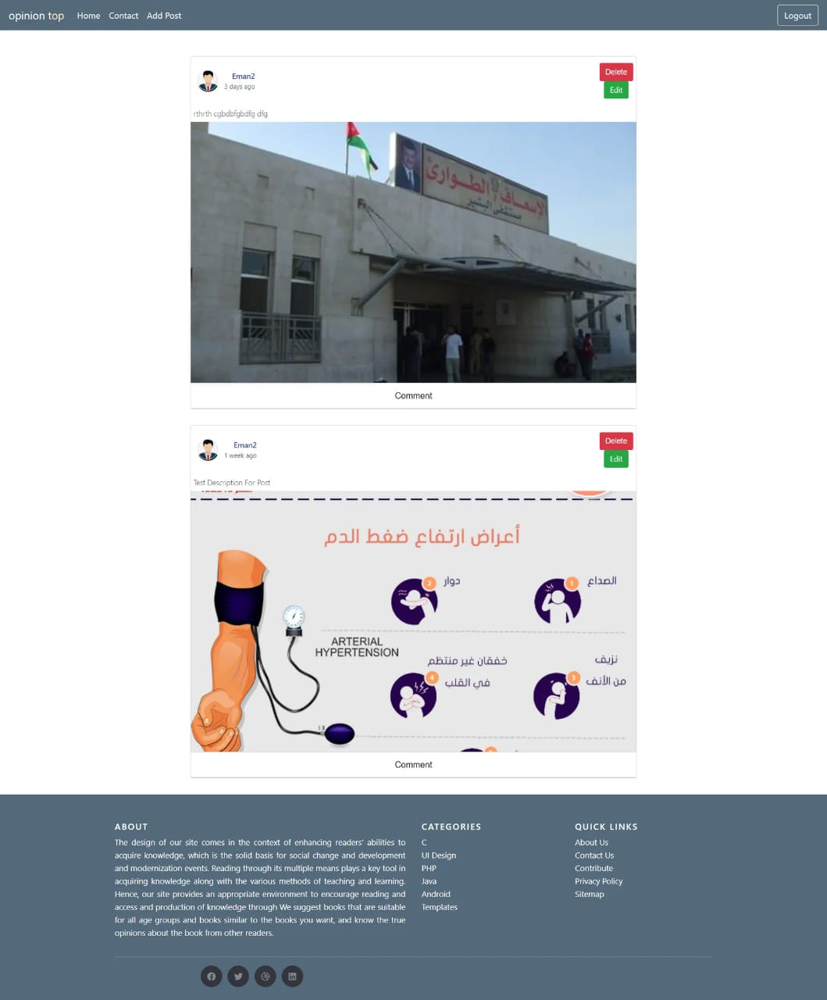 opinion top Home Contact Add Post Logout
Eman2
3 days ago
Delete
Edit
rthrth cgbdbfgbdfg dfg
الإسعاف و الطوارئ
مستشفى البشير
Comment
Eman2
1 week ago
Delete
Edit
Test Description For Post
أعراض ارتفاع ضغط الدم
1 الصداع
2 دوار
ARTERIAL
HYPERTENSION
3 نزيف
من الأنف
4 خفقان غير منتظم
في القلب
Comment
ABOUT
The design of our site comes in the context of enhancing readers' abilities to
acquire knowledge, which is the solid basis for social change and development
and modernization events. Reading through its multiple means plays a key tool in
acquiring knowledge along with the various methods of teaching and learning.
Hence, our site provides an appropriate environment to encourage reading and
access and production of knowledge through We suggest books that are suitable
for all age groups and books similar to the books you want, and know the true
opinions about the book from other readers.
CATEGORIES
C
UI Design
PHP
Java
Android
Templates
QUICK LINKS
About Us
Contact Us
Contribute
Privacy Policy
Sitemap